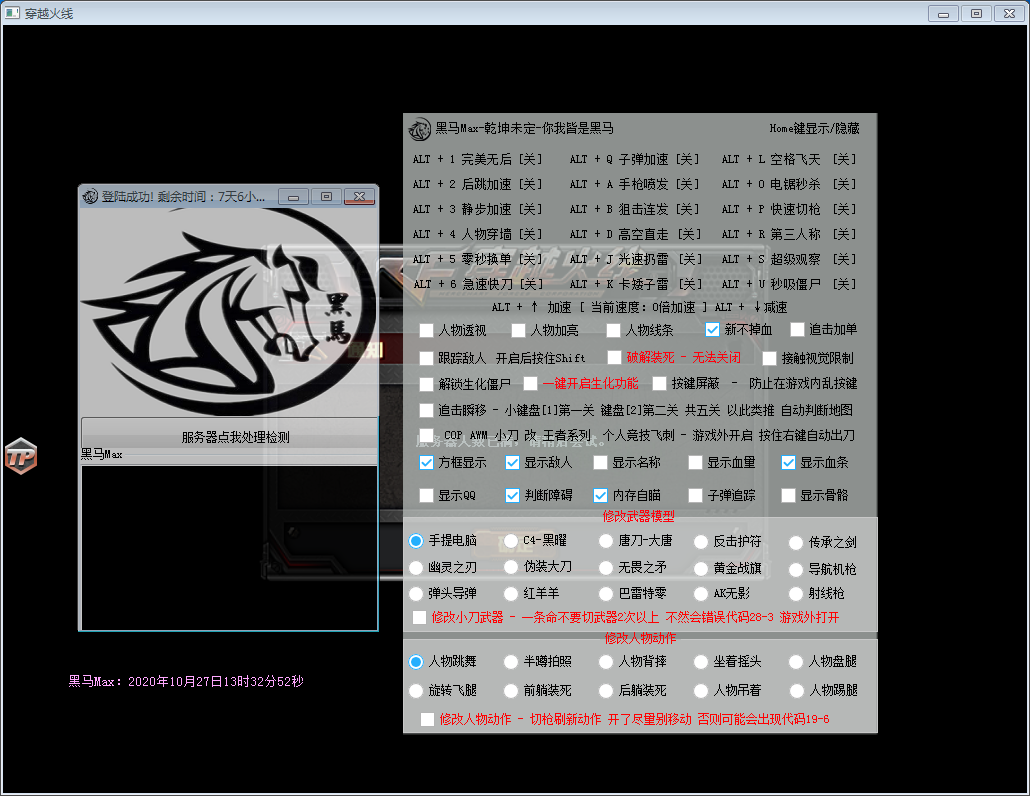 穿越火线
黑马Max-乾坤未定-你我皆是黑马 Home键显示/隐藏
ALT + 1 完美无后 [关] ALT + Q 子弹加速 [关] ALT + L 空格飞天 [关]
ALT + 2 后跳加速 [关] ALT + A 手枪喷发 [关] ALT + O 电锯秒杀 [关]
ALT + 3 静步加速 [关] ALT + B 狙击连发 [关] ALT + P 快速切枪 [关]
ALT + 4 人物穿墙 [关] ALT + D 高空直走 [关] ALT + R 第三人称 [关]
ALT + 5 零秒换单 [关] ALT + J 光速扔雷 [关] ALT + S 超级观察 [关]
ALT + 6 急速快刀 [关] ALT + K 卡矮子雷 [关] ALT + U 秒吸僵尸 [关]
ALT + ↑ 加速 [ 当前速度：0倍加速 ] ALT + ↓减速
人物透视 人物加亮 人物线条 新不掉血 追击加单
跟踪敌人 开启后按住Shift 破解装死 - 无法关闭 接触视觉限制
解锁生化僵尸 一键开启生化功能 按键屏蔽 - 防止在游戏内乱按键
追击瞬移 - 小键盘[1]第一关 键盘[2]第二关 共五关 以此类推 自动判断地图
COP AWM 小刀 改 王者系列 个人竞技飞刺 - 游戏外开启 按住右键自动出刀
方框显示 显示敌人 显示名称 显示血量 显示血条
显示QQ 判断障碍 内存自瞄 子弹追踪 显示骨骼
修改武器模型
手提电脑 C4-黑曜 唐刀-大唐 反击护符 传承之剑
幽灵之刃 伪装大刀 无畏之矛 黄金战旗 导航机枪
弹头导弹 红羊羊 巴雷特零 AK无影 射线枪
修改小刀武器 - 一条命不要切武器2次以上 不然会错误代码28-3 游戏外打开
修改人物动作
人物跳舞 半蹲拍照 人物背摔 坐着摇头 人物盘腿
旋转飞腿 前躺装死 后躺装死 人物吊着 人物踢腿
修改人物动作 - 切枪刷新动作 开了尽量别移动 否则可能会出现代码19-6
登陆成功! 剩余时间：7天6小...
黑馬
服务器点我处理检测
黑马Max
TP
黑马Max：2020年10月27日13时32分52秒